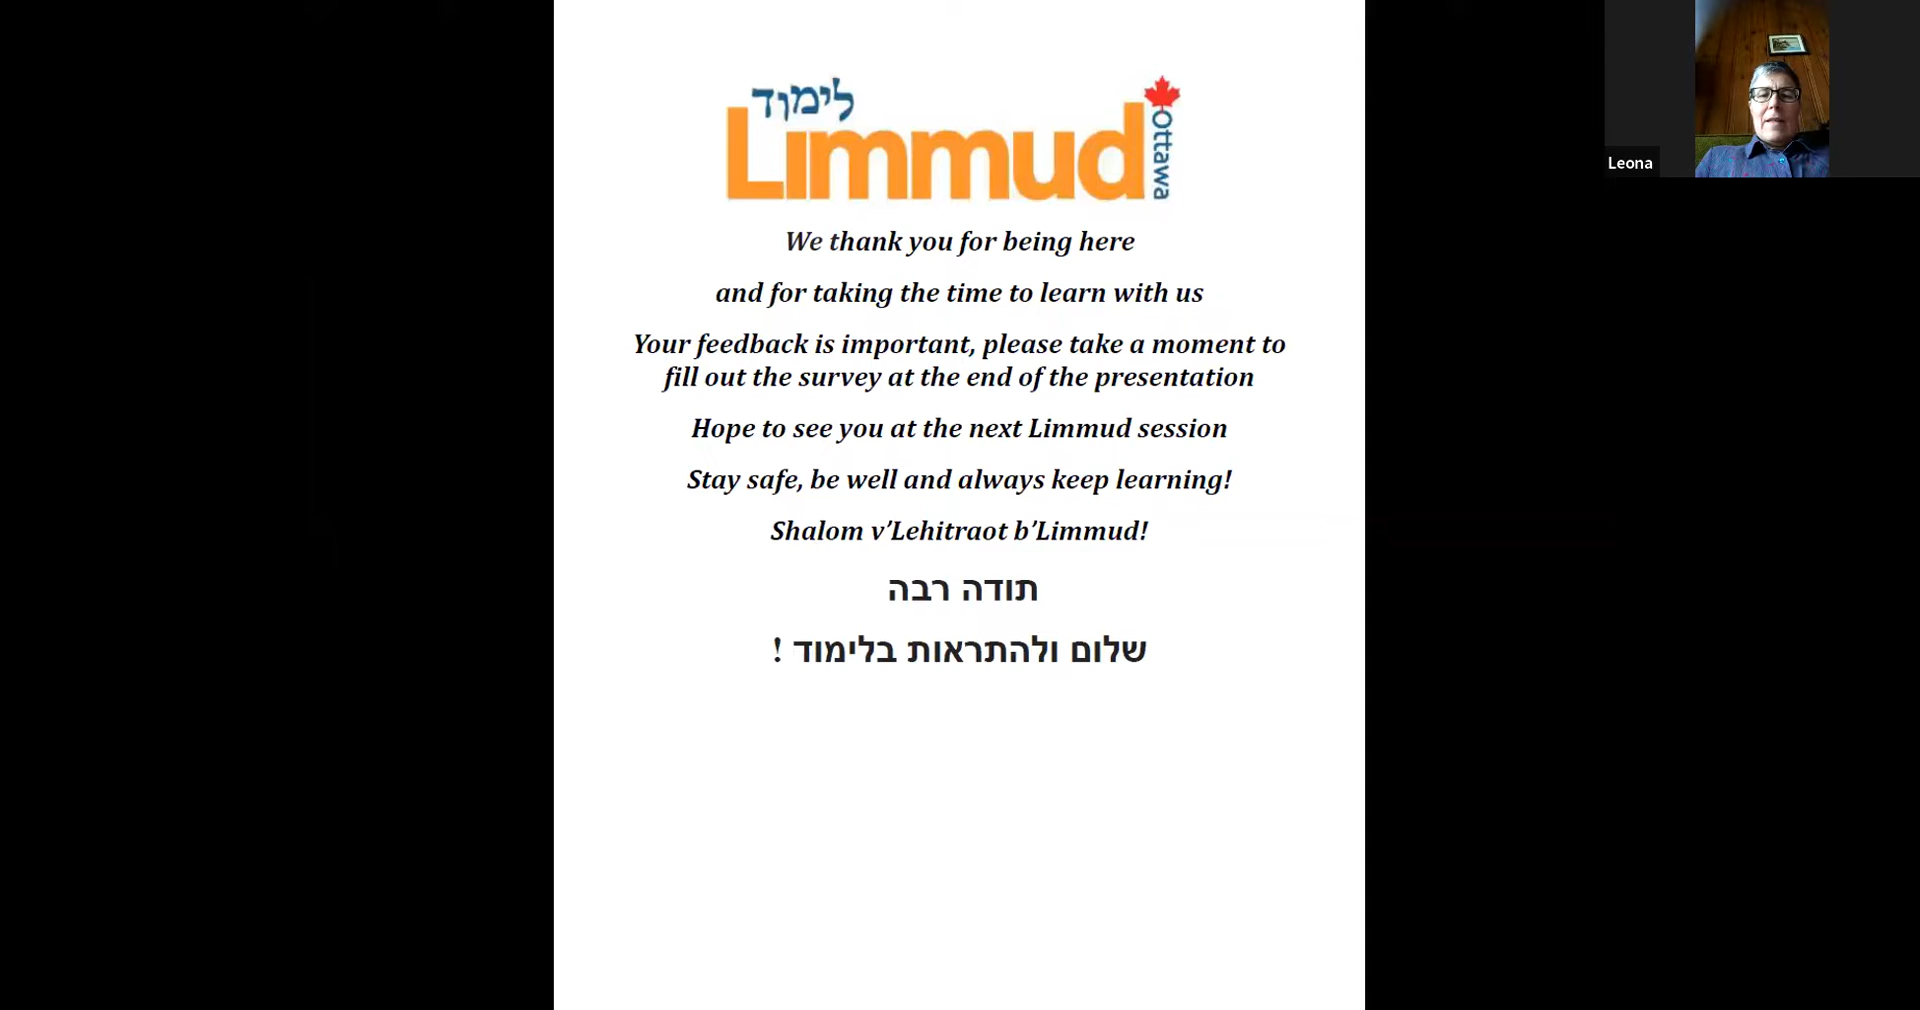 לימוד
Limmud
Ottawa
We thank you for being here
and for taking the time to learn with us
Your feedback is important, please take a moment to
fill out the survey at the end of the presentation
Hope to see you at the next Limmud session
Stay safe, be well and always keep learning!
Shalom v’Lehitraot b’Limmud!
תודה רבה
שלום ולהתראות בלימוד !
Leona